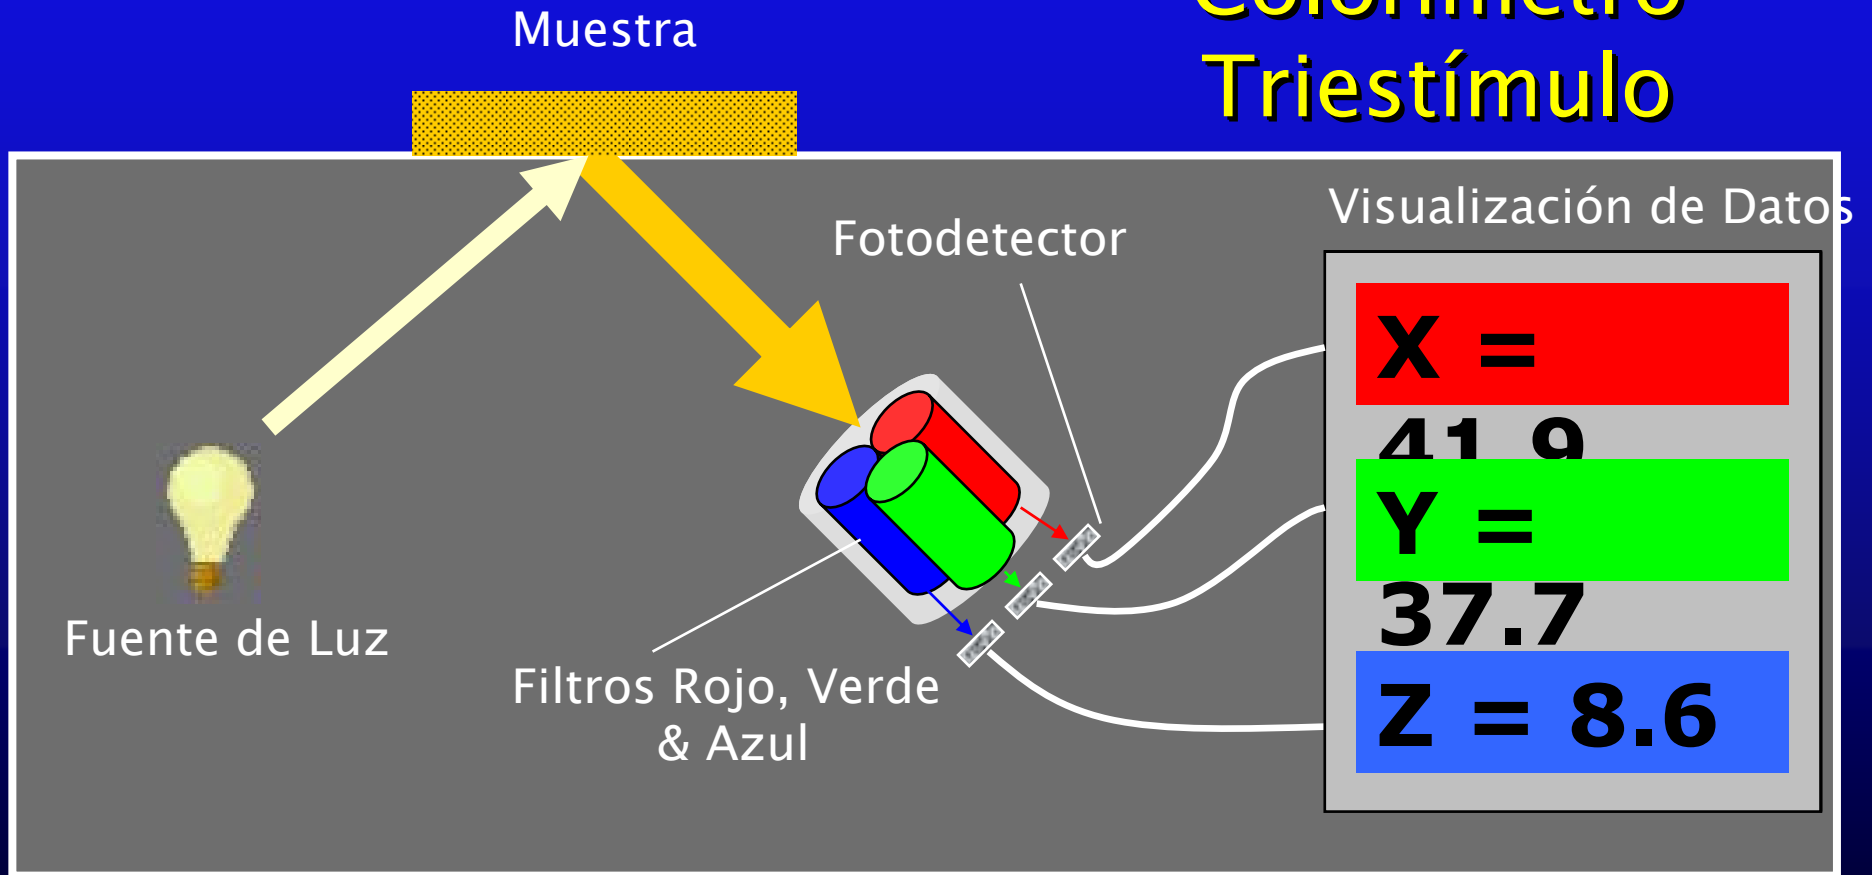 Colorímetro
Triestímulo
Muestra
Visualización de Datos
Fotodetector
X =
41.9
Y =
37.7
Z = 8.6
Fuente de Luz
Filtros Rojo, Verde
& Azul